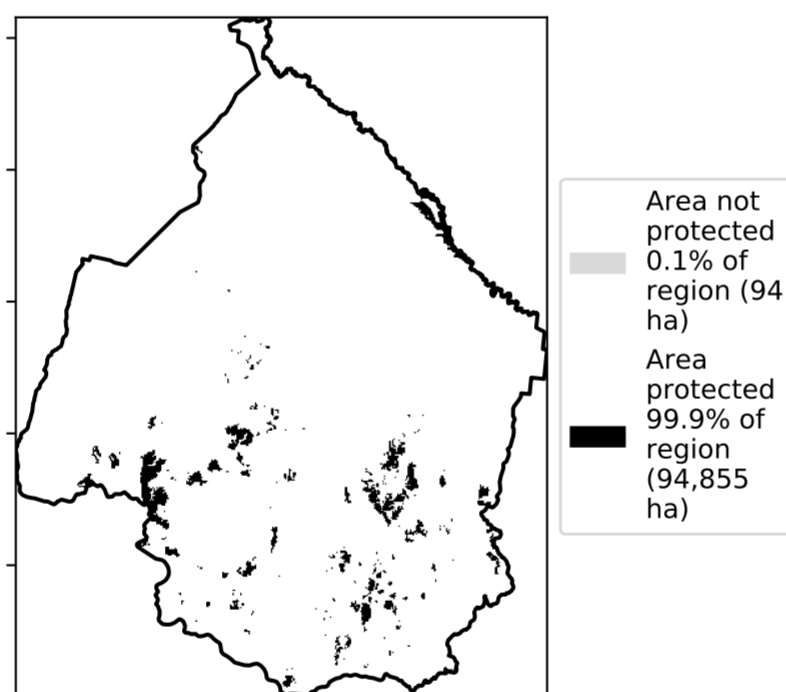 Area not
protected
0.1% of
region (94
ha)
Area
protected
99.9% of
region
(94,855
ha)